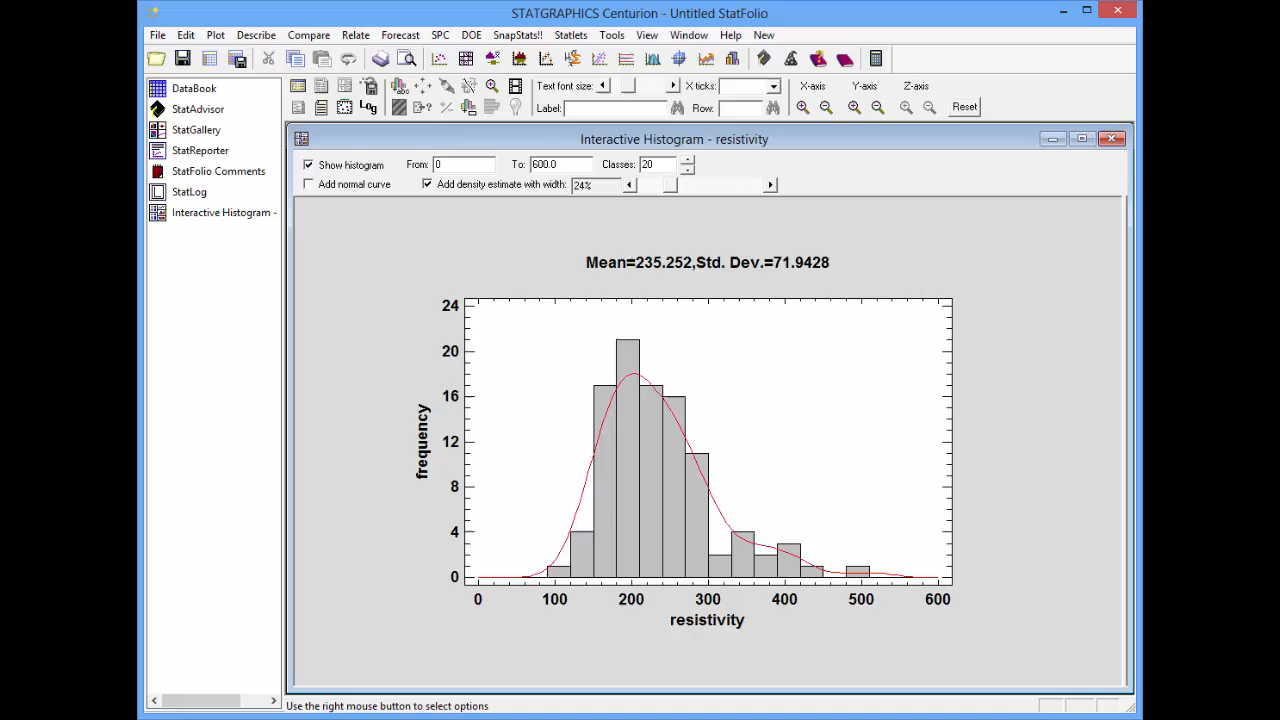 STATGRAPHICS Centurion - Untitled StatFolio
File Edit Plot Describe Compare Relate Forecast SPC DOE SnapStats!! Statlets Tools View Window Help New
DataBook
StatAdvisor
StatGallery
StatReporter
StatFolio Comments
StatLog
Interactive Histogram -
Text font size: X ticks: X-axis Y-axis Z-axis
Log Label: Row: Reset
Interactive Histogram - resistivity
Show histogram From: 0 To: 600.0 Classes: 20
Add normal curve Add density estimate with width: 24%
Mean=235.252,Std. Dev.=71.9428
24
20
16
12
8
4
0
frequency
0 100 200 300 400 500 600
resistivity
Use the right mouse button to select options